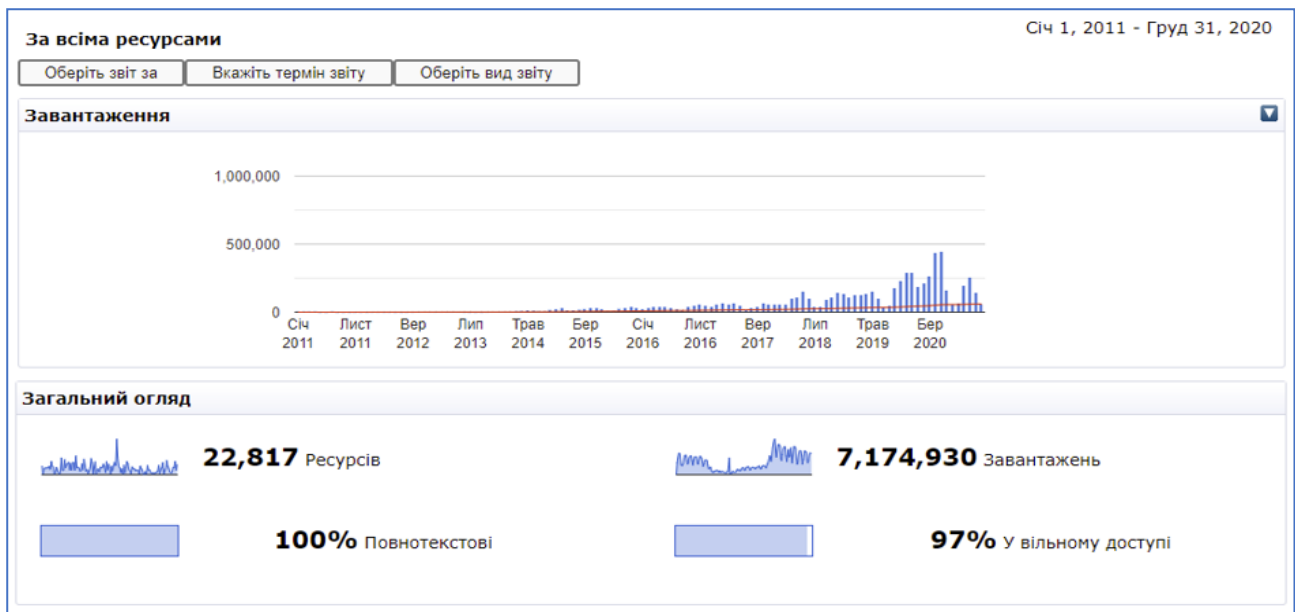 Січ 1, 2011 - Груд 31, 2020
За всіма ресурсами
Оберіть звіт за Вкажіть термін звіту Оберіть вид звіту
Завантаження
1,000,000
500,000
0
Січ Лист Вер Лип Трав Бер Січ Лист Вер Лип Трав Бер
2011 2011 2012 2013 2014 2015 2016 2016 2017 2018 2019 2020
Загальний огляд
22,817 Ресурсів 7,174,930 Завантажень
100% Повнотекстові 97% У вільному доступі